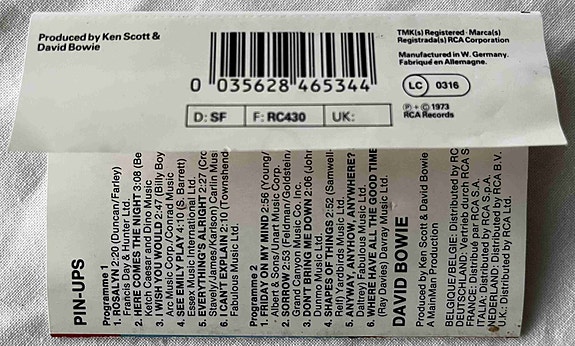 Produced by Ken Scott &
David Bowie
0 035628 465344
D: SF
F: RC430
UK:
TMK(s) Registered · Marca(s)
Registrada(s) RCA Corporation
Manufactured in W. Germany.
Fabriqué en Allemagne.
LC 0316
℗ + © 1973
RCA Records
PIN-UPS
Programme 1
1. ROSALYN 2:20 (Duncan/Farley)
Francis Day & Hunter Ltd.
2. HERE COMES THE NIGHT 3:08 (Be
Ketch Caesar and Dino Music
3. I WISH YOU WOULD 2:47 (Billy Boy
Arc Music - Conrad Music
4. SEE EMILY PLAY 4:10 (S. Barrett)
Essex Music International Ltd.
5. EVERYTHING'S ALRIGHT 2:27 (Cro
Stavely/James/Karlson) Carlin Musi
6. I CAN'T EXPLAIN 2:10 (Townshend
Fabulous Music Ltd.
Programme 2
1. FRIDAY ON MY MIND 2:56 (Young/
Albert & Sons/Unart Music Corp.
2. SORROW 2:53 (Feldman/Goldstein/
Grand Canyon Music Co. Inc.
3. DON'T BRING ME DOWN 2:06 (John
Dunmo Music Ltd.
4. SHAPES OF THINGS 2:52 (Samwell-
Relf) Yardbirds Music Ltd.
5. ANYWAY, ANYHOW, ANYWHERE?
Daltrey) Fabulous Music Ltd.
6. WHERE HAVE ALL THE GOOD TIME
(Ray Davies) Davray Music Ltd.
DAVID BOWIE
Produced by Ken Scott & David Bowie
A MainMan Production
BELGIQUE/BELGIE: Distributed by RC
DEUTSCHLAND: Vertrieb durch RCA S
FRANCE: Distribué par RCA S.A.
ITALIA: Distributed by RCA S.p.A.
NEDERLAND: Distributed by RCA B.V.
U.K.: Distributed by RCA Ltd.